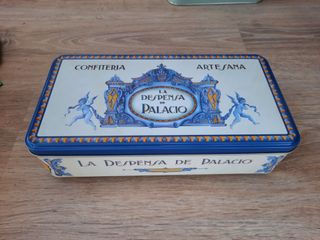 CONFITERIA ARTESANA
LA
DESPENSA
DE
PALACIO
LA DESPENSA DE PALACIO